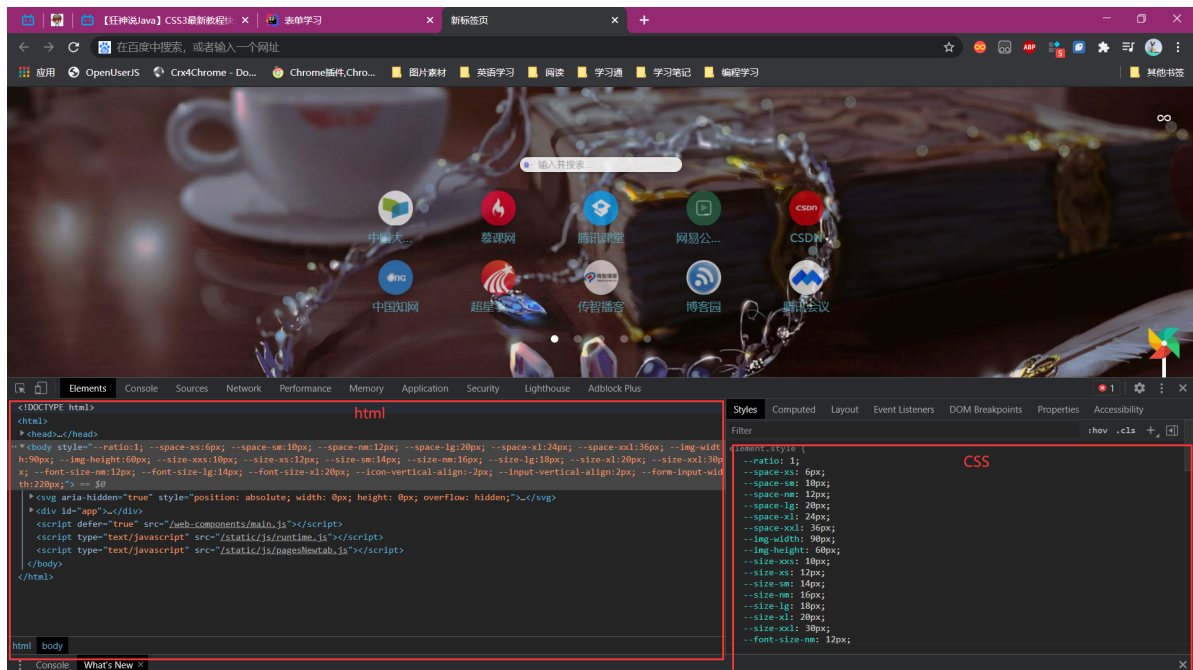 【狂神说Java】CSS3最新教程快
表单学习
新标签页
在百度中搜索，或者输入一个网址
ABP
5
应用
OpenUserJS
Crx4Chrome - Do...
Chrome插件,Chro...
图片素材
英语学习
阅读
学习通
学习笔记
编程学习
其他书签
输入并搜索...
中国大...
慕课网
腾讯课堂
网易公...
CSDN
CSDN
中国知网
传智播客
博客园
腾讯会议
Elements Console Sources Network Performance Memory Application Security Lighthouse Adblock Plus
1
html
<!DOCTYPE html>
<html>
<head>…</head>
<body style="--ratio:1; --space-xs:6px; --space-sm:10px; --space-nm:12px; --space-lg:20px; --space-xl:24px; --space-xxl:36px; --img-widt
h:90px; --img-height:60px; --size-xxs:10px; --size-xs:12px; --size-sm:14px; --size-nm:16px; --size-lg:18px; --size-xl:20px; --size-xxl:30p
x; --font-size-nm:12px; --font-size-lg:14px; --font-size-xl:20px; --icon-vertical-align:-2px; --input-vertical-align:2px; --form-input-wid
th:220px;"> == $0
<svg aria-hidden="true" style="position: absolute; width: 0px; height: 0px; overflow: hidden;">…</svg>
<div id="app">…</div>
<script defer="true" src="/web-components/main.js"></script>
<script type="text/javascript" src="/static/js/runtime.js"></script>
<script type="text/javascript" src="/static/js/pagesNewtab.js"></script>
</body>
</html>
html body
Console What's New
Styles Computed Layout Event Listeners DOM Breakpoints Properties Accessibility
Filter
:hov .cls
element.style {
CSS
--ratio: 1;
--space-xs: 6px;
--space-sm: 10px;
--space-nm: 12px;
--space-lg: 20px;
--space-xl: 24px;
--space-xxl: 36px;
--img-width: 90px;
--img-height: 60px;
--size-xxs: 10px;
--size-xs: 12px;
--size-sm: 14px;
--size-nm: 16px;
--size-lg: 18px;
--size-xl: 20px;
--size-xxl: 30px;
--font-size-nm: 12px;